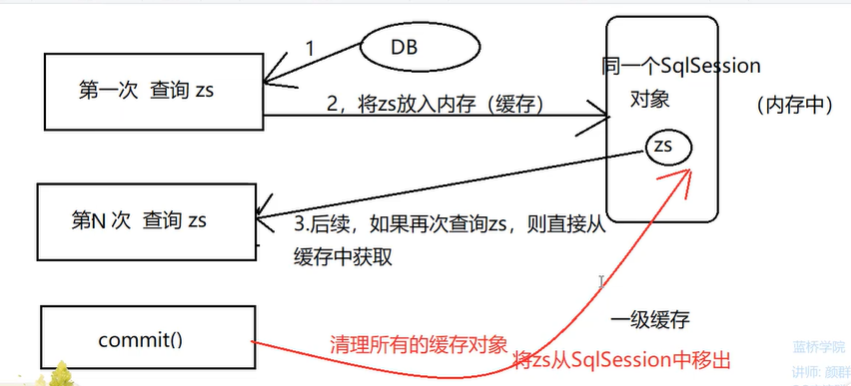 1
DB
第一次 查询 zs
同一个SqlSession
对象
（内存中）
2，将zs放入内存（缓存）
zs
第N 次 查询 zs
3.后续，如果再次查询zs，则直接从
缓存中获取
commit()
清理所有的缓存对象
一级缓存
将zs从SqlSession中移出
蓝桥学院
讲师: 颜群